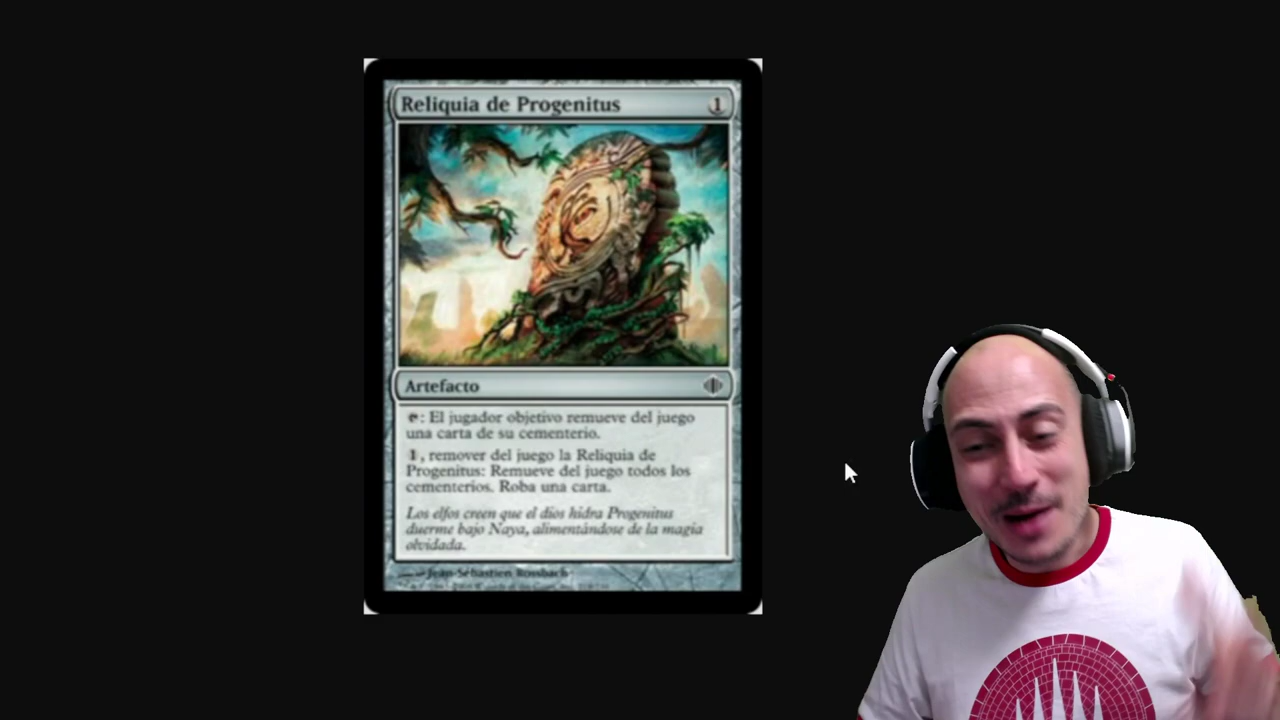 Reliquia de Progenitus 1
Artefacto
: El jugador objetivo remueve del juego
una carta de su cementerio.
1, remover del juego la Reliquia de
Progenitus: Remueve del juego todos los
cementerios. Roba una carta.
Los elfos creen que el dios hidra Progenitus
duerme bajo Naya, alimentándose de la magia
olvidada.
Jean-Sébastien Rossbach